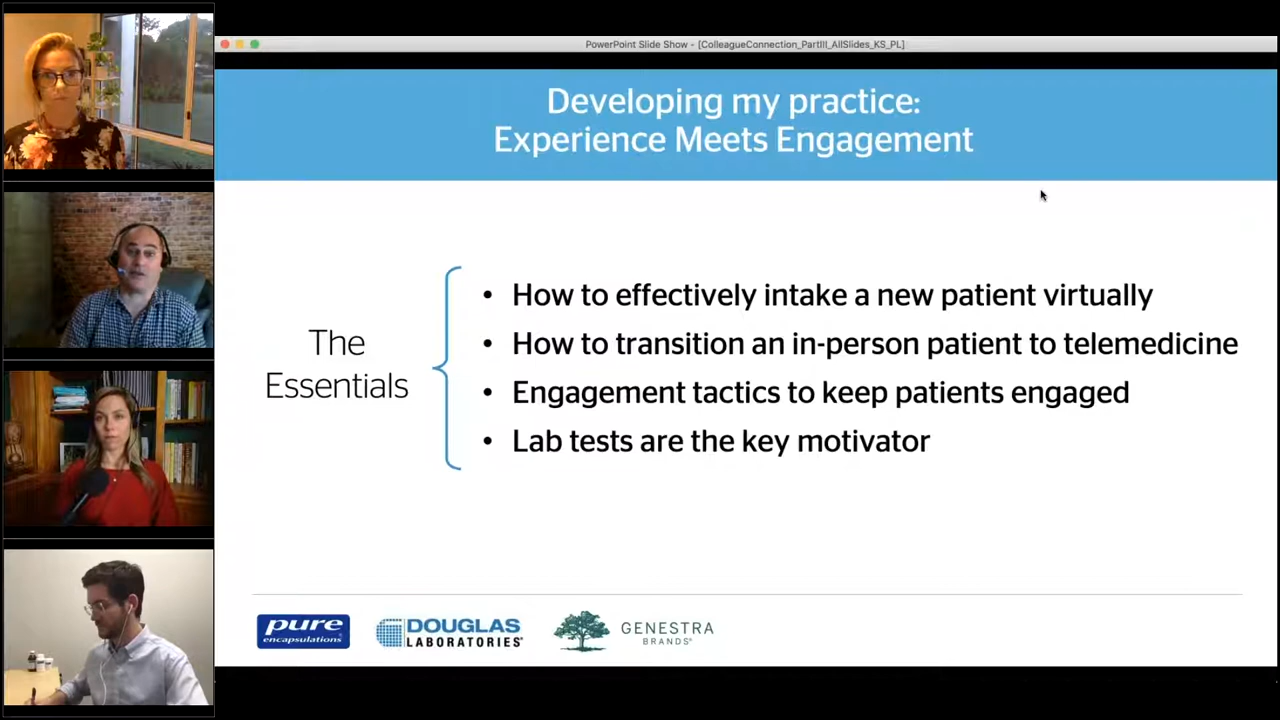 PowerPoint Slide Show - [ColleagueConnection_PartIII_AllSlides_KS_PL]
Developing my practice:
Experience Meets Engagement
The
Essentials
• How to effectively intake a new patient virtually
• How to transition an in-person patient to telemedicine
• Engagement tactics to keep patients engaged
• Lab tests are the key motivator
pure
encapsulations®
DOUGLAS
LABORATORIES®
GENESTRA
BRANDS®